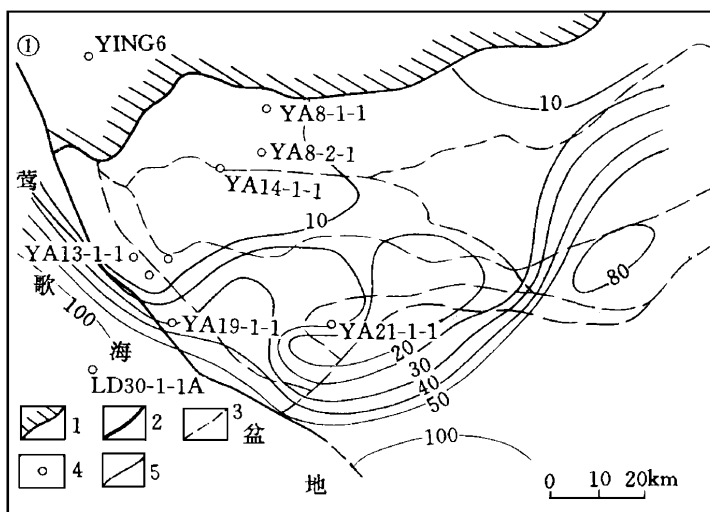 ①
YING6
YA8-1-1
10
YA8-2-1
YA14-1-1
莺
10
YA13-1-1
歌
80
100
海
YA19-1-1
YA21-1-1
20
30
LD30-1-1A
40
50
1
2
3
盆
100
4
5
地
0 10 20km